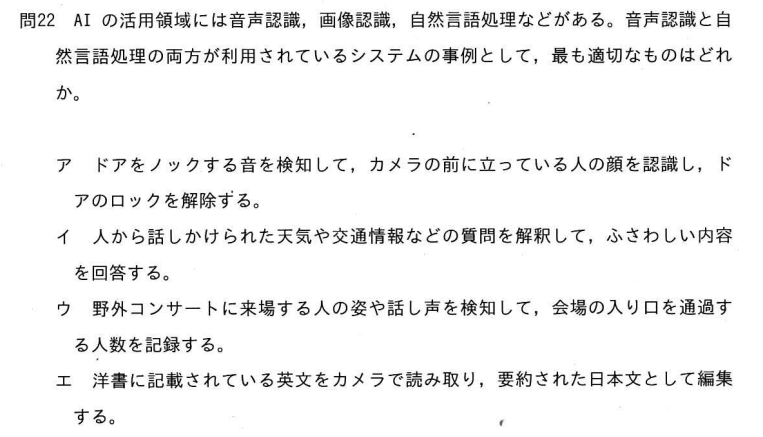 問22 AI の活用領域には音声認識，画像認識，自然言語処理などがある。音声認識と自
然言語処理の両方が利用されているシステムの事例として，最も適切なものはどれ
か。
ア ドアをノックする音を検知して，カメラの前に立っている人の顔を認識し，ド
アのロックを解除する。
イ 人から話しかけられた天気や交通情報などの質問を解釈して，ふさわしい内容
を回答する。
ウ 野外コンサートに来場する人の姿や話し声を検知して，会場の入り口を通過す
る人数を記録する。
エ 洋書に記載されている英文をカメラで読み取り，要約された日本文として編集
する。